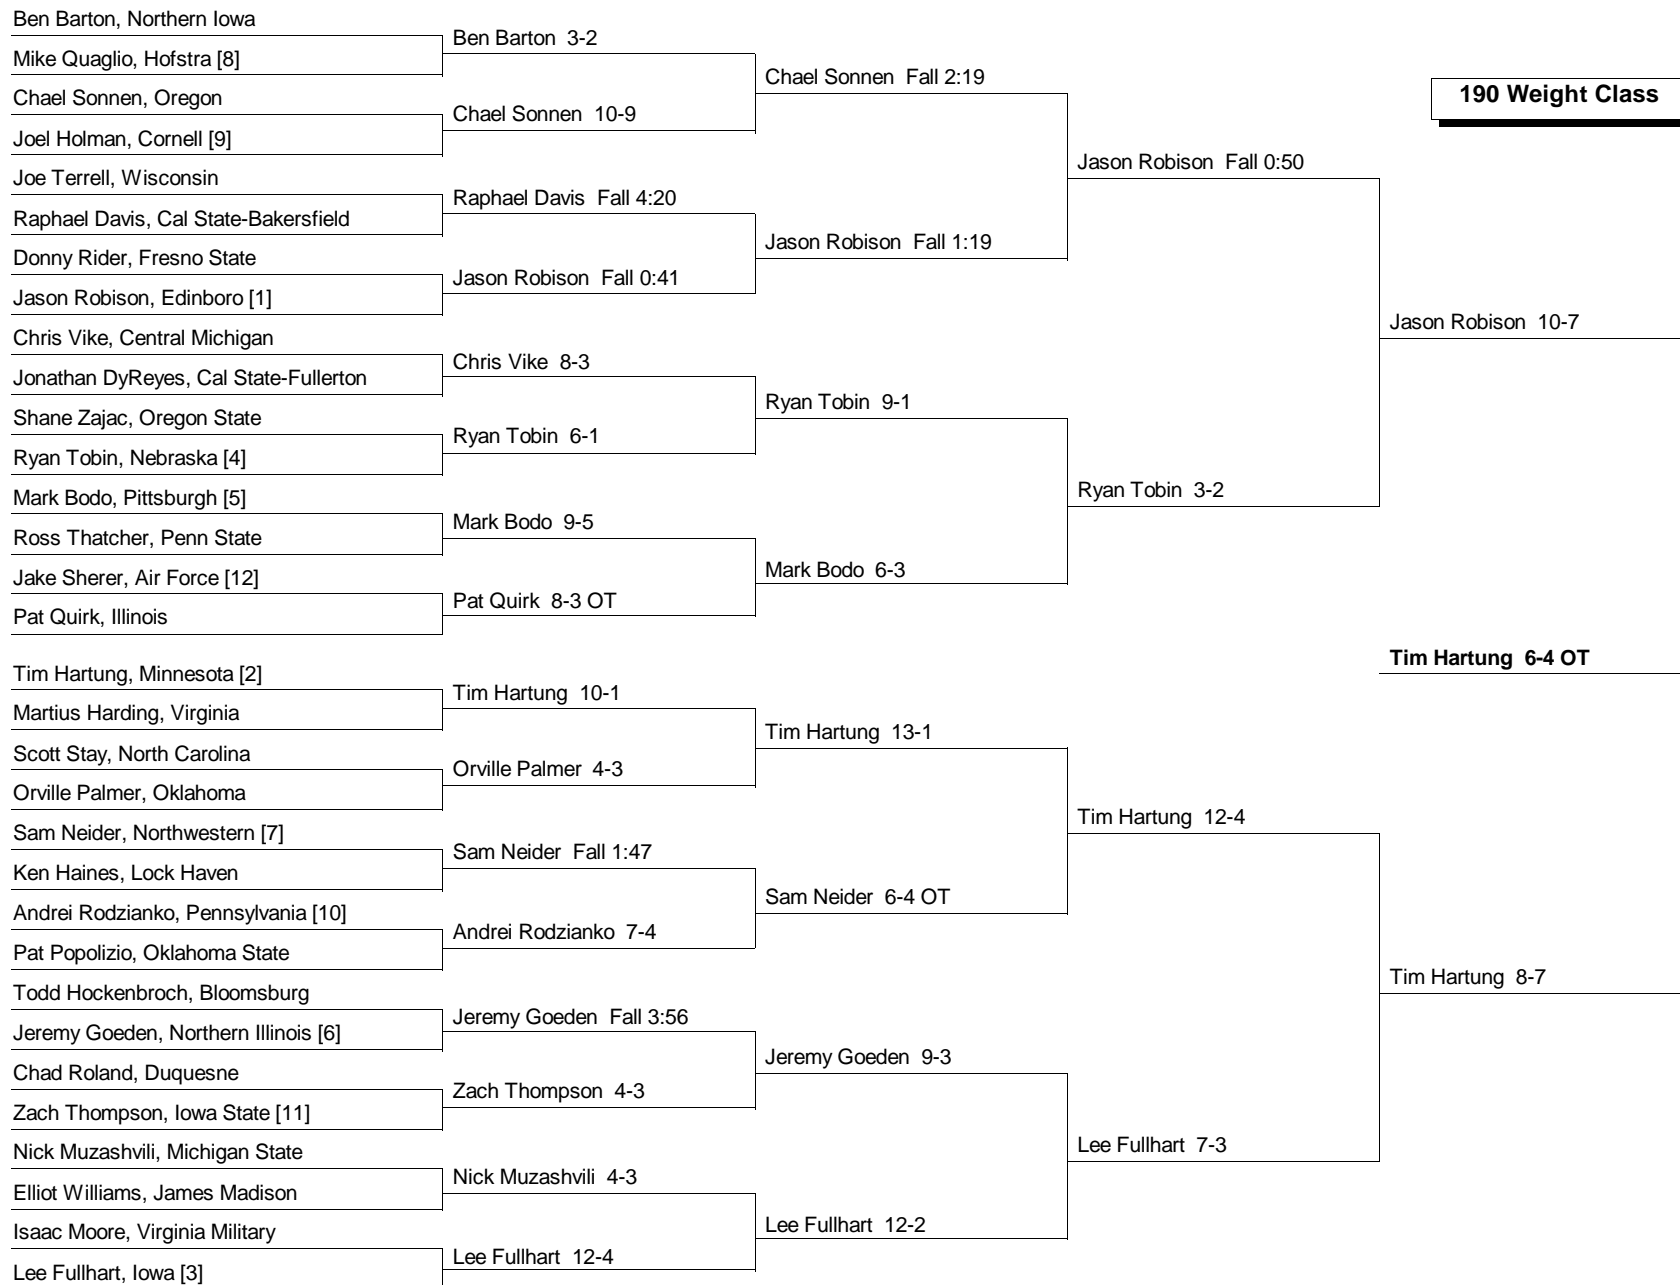 Ben Barton, Northern Iowa
Mike Quaglio, Hofstra [8]
Chael Sonnen, Oregon
Joel Holman, Cornell [9]
Joe Terrell, Wisconsin
Raphael Davis, Cal State-Bakersfield
Donny Rider, Fresno State
Jason Robison, Edinboro [1]
Chris Vike, Central Michigan
Jonathan DyReyes, Cal State-Fullerton
Shane Zajac, Oregon State
Ryan Tobin, Nebraska [4]
Mark Bodo, Pittsburgh [5]
Ross Thatcher, Penn State
Jake Sherer, Air Force [12]
Pat Quirk, Illinois
Tim Hartung, Minnesota [2]
Martius Harding, Virginia
Scott Stay, North Carolina
Orville Palmer, Oklahoma
Sam Neider, Northwestern [7]
Ken Haines, Lock Haven
Andrei Rodzianko, Pennsylvania [10]
Pat Popolizio, Oklahoma State
Todd Hockenbroch, Bloomsburg
Jeremy Goeden, Northern Illinois [6]
Chad Roland, Duquesne
Zach Thompson, Iowa State [11]
Nick Muzashvili, Michigan State
Elliot Williams, James Madison
Isaac Moore, Virginia Military
Lee Fullhart, Iowa [3]
Ben Barton 3-2
Chael Sonnen 10-9
Raphael Davis Fall 4:20
Jason Robison Fall 0:41
Chris Vike 8-3
Ryan Tobin 6-1
Mark Bodo 9-5
Pat Quirk 8-3 OT
Tim Hartung 10-1
Orville Palmer 4-3
Sam Neider Fall 1:47
Andrei Rodzianko 7-4
Jeremy Goeden Fall 3:56
Zach Thompson 4-3
Nick Muzashvili 4-3
Lee Fullhart 12-4
Chael Sonnen Fall 2:19
Jason Robison Fall 1:19
Ryan Tobin 9-1
Mark Bodo 6-3
Tim Hartung 13-1
Sam Neider 6-4 OT
Jeremy Goeden 9-3
Lee Fullhart 12-2
Jason Robison Fall 0:50
Ryan Tobin 3-2
Tim Hartung 12-4
Lee Fullhart 7-3
190 Weight Class
Jason Robison 10-7
Tim Hartung 6-4 OT
Tim Hartung 8-7